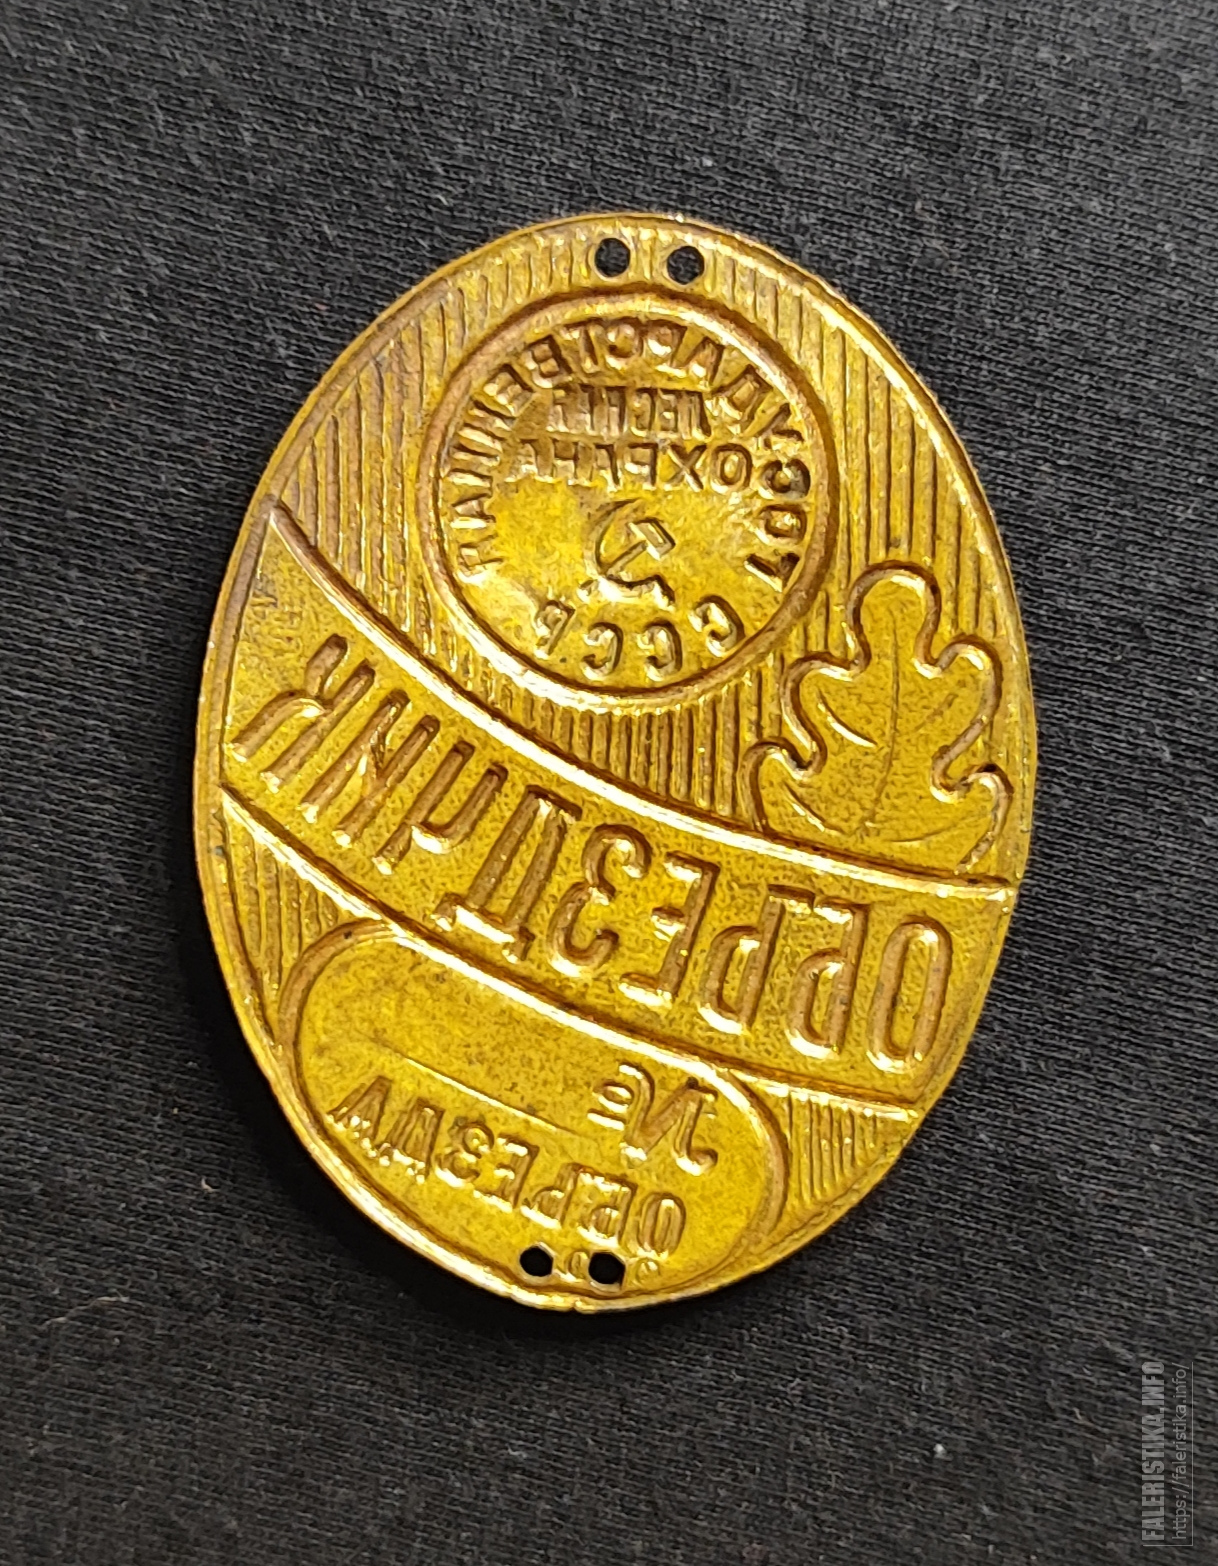 ГОСУДАРСТВЕННАЯ
ЛЕСНАЯ
ОХРАНА
СССР
ОБЪЕЗДЧИК
№
ОБЪЕЗДА
FALERISTIKA.INFO
https://faleristika.info/